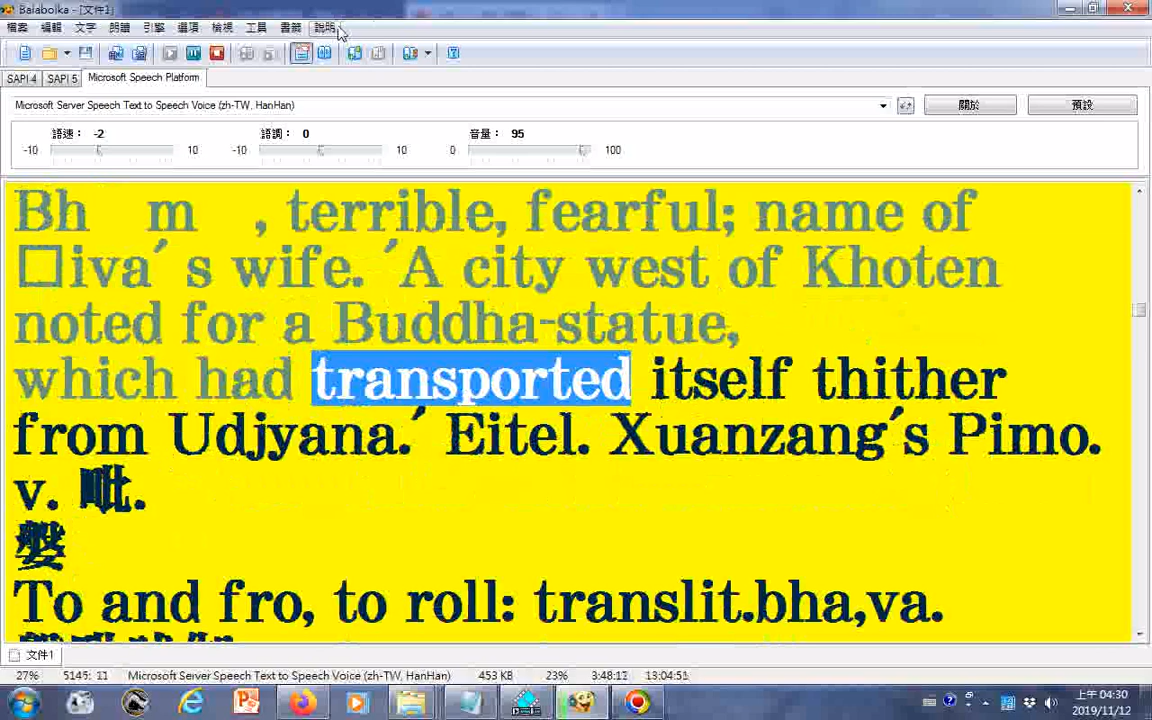 Balabolka - [文件1]
檔案 編輯 文字 朗讀 引擎 選項 檢視 工具 書籤 說明
SAPI 4 SAPI 5 Microsoft Speech Platform
Microsoft Server Speech Text to Speech Voice (zh-TW, HanHan) 關於 預設
語速： -2 語調： 0 音量： 95
-10 10 -10 10 0 100
Bh m , terrible, fearful; name of
□iva´ s wife. ´A city west of Khoten
noted for a Buddha-statue,
which had transported itself thither
from Udjyana.´ Eitel. Xuanzang´s Pimo.
v. 吡.
媻
To and fro, to roll: translit.bha,va.
文件1
27% 5145: 11 Microsoft Server Speech Text to Speech Voice (zh-TW, HanHan) 453 KB 23% 3:48:12 13:04:51
上午 04:30
2019/11/12